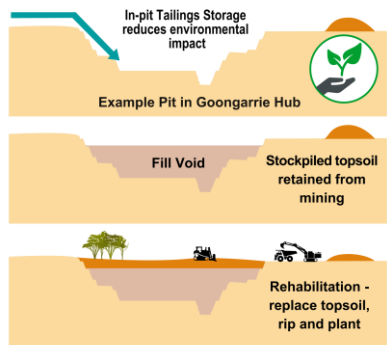 In-pit Tailings Storage
reduces environmental
impact
Example Pit in Goongarrie Hub
Fill Void
Stockpiled topsoil
retained from
mining
Rehabilitation -
replace topsoil,
rip and plant